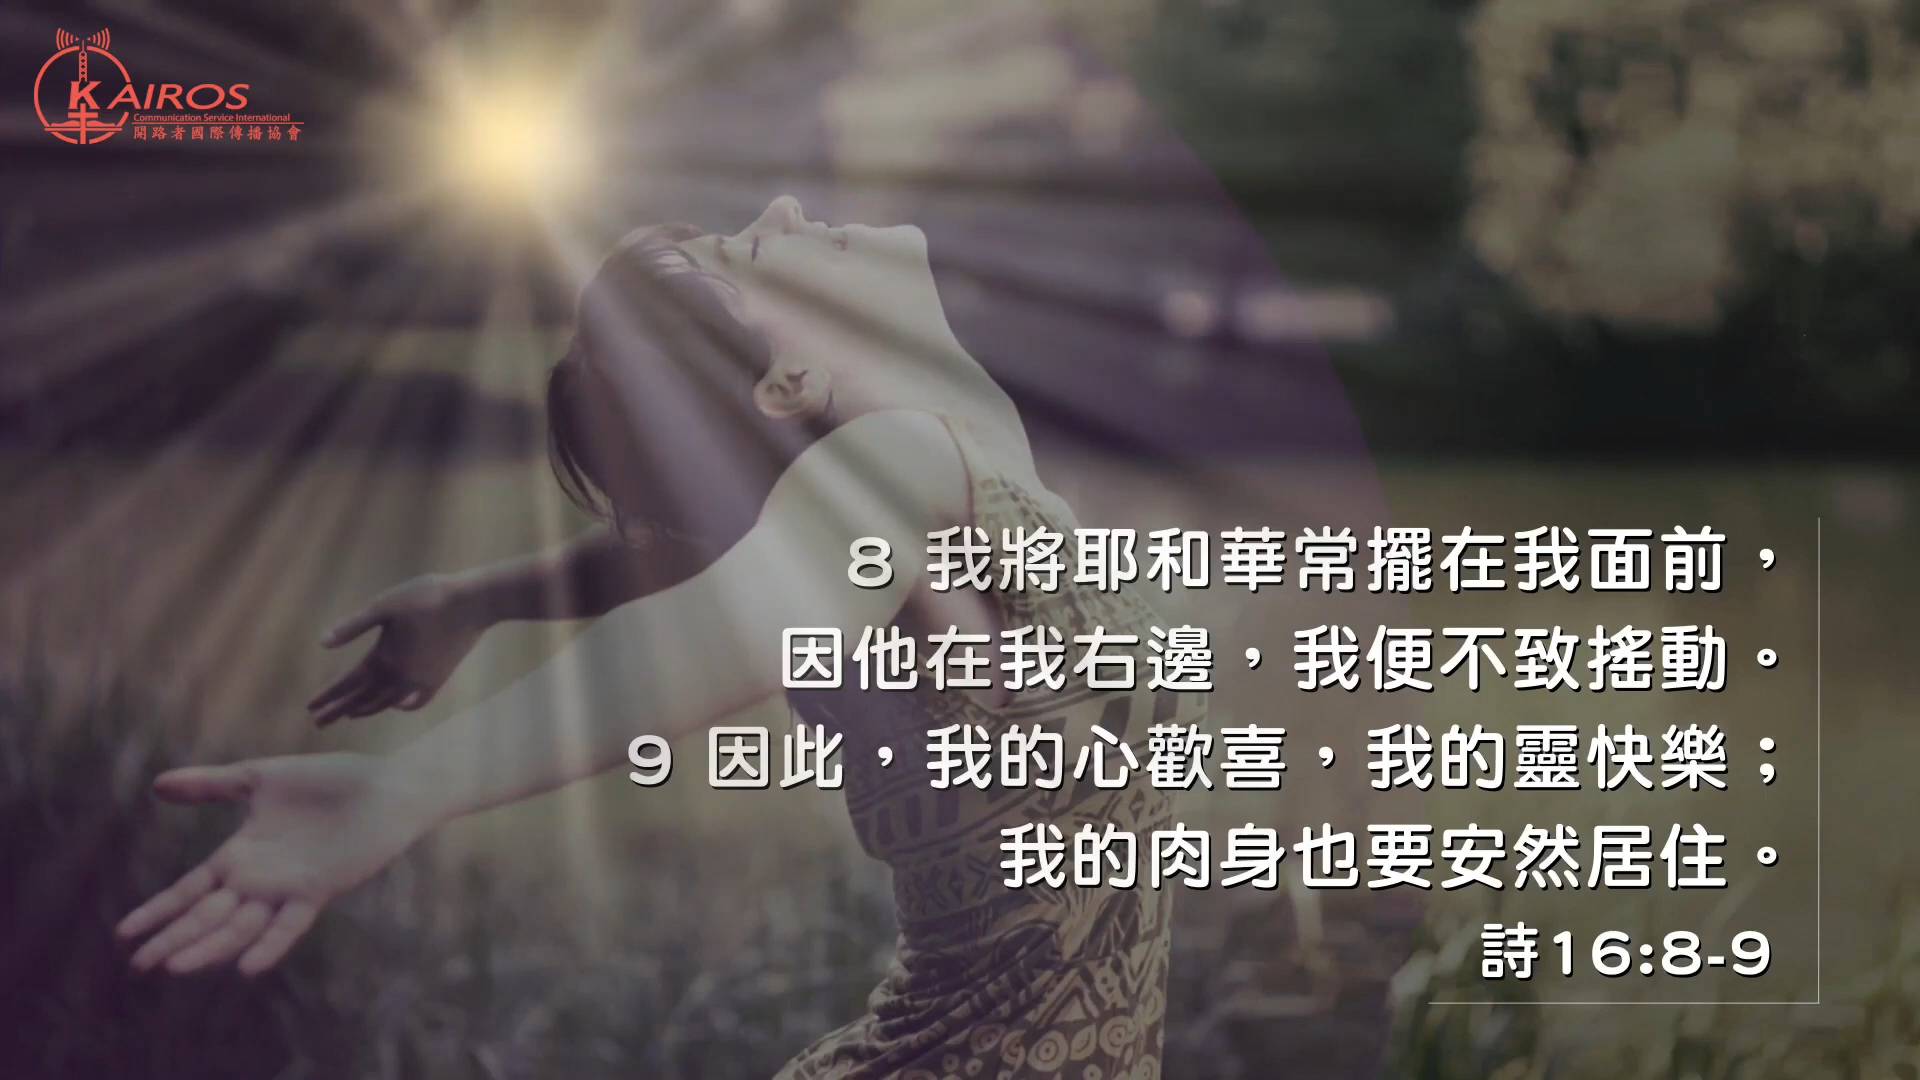 KAIROS
Communication Service International
開路者國際傳播協會
8 我將耶和華常擺在我面前，
因他在我右邊，我便不致搖動。
9 因此，我的心歡喜，我的靈快樂；
我的肉身也要安然居住。
詩16:8-9